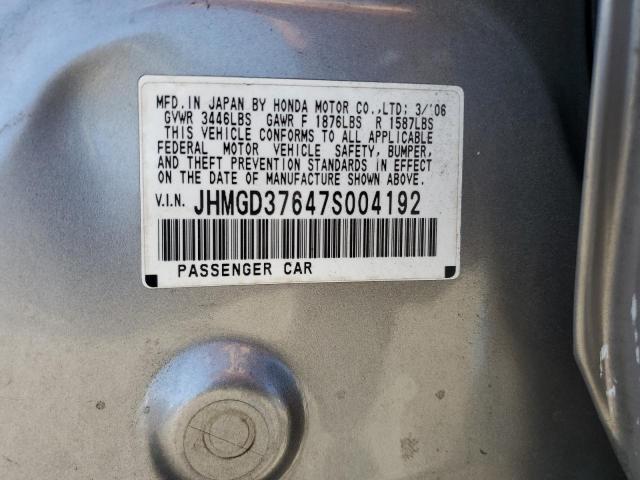 MFD. IN JAPAN BY HONDA MOTOR CO.,LTD; 3/'06
GVWR 3446LBS GAWR F 1876LBS R 1587LBS
THIS VEHICLE CONFORMS TO ALL APPLICABLE
FEDERAL MOTOR VEHICLE SAFETY, BUMPER,
AND THEFT PREVENTION STANDARDS IN EFFECT
ON THE DATE OF MANUFACTURE SHOWN ABOVE.
V.I.N. JHMGD37647S004192
PASSENGER CAR